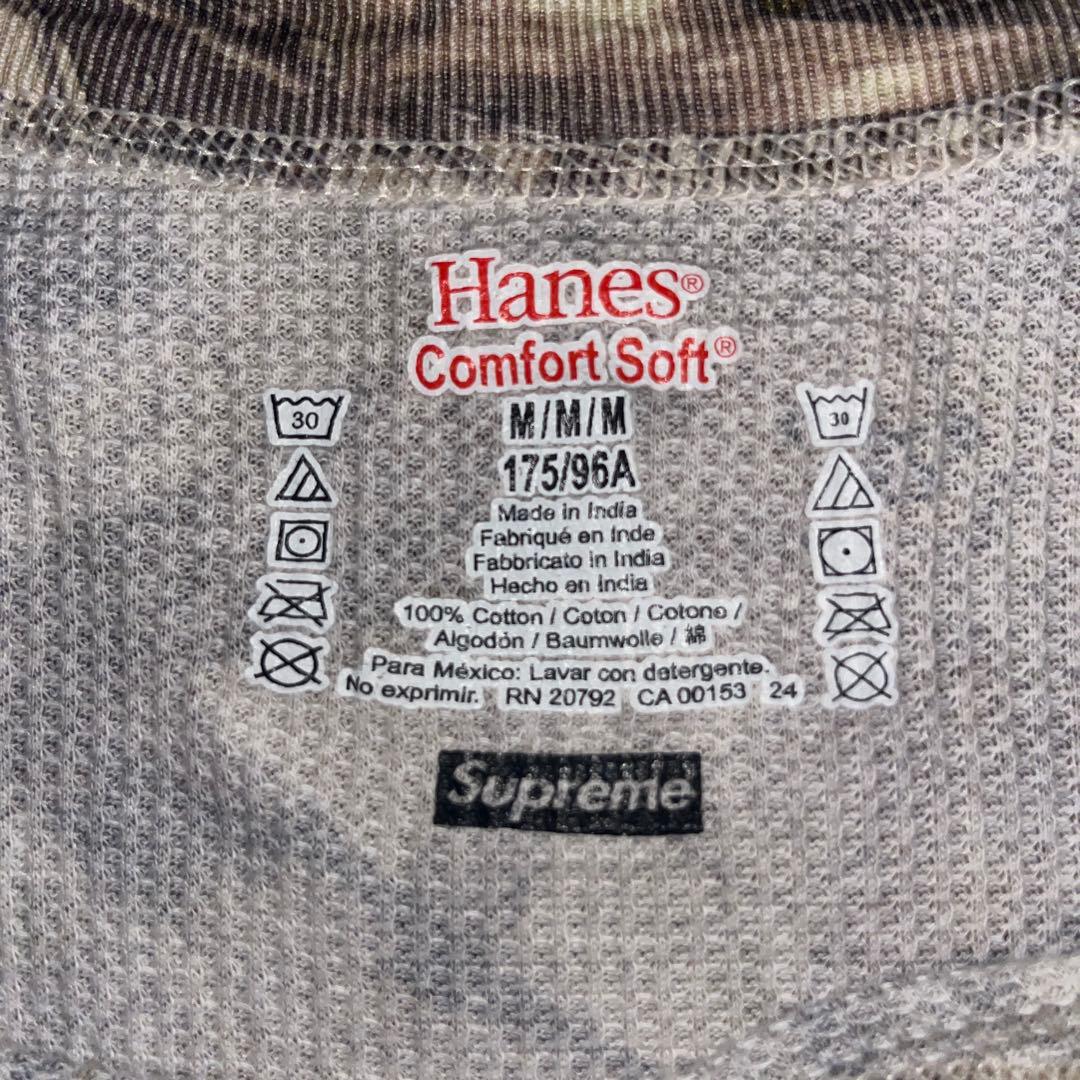 Hanes®
Comfort Soft®
30 M/M/M 30
175/96A
Made in India
Fabriqué en Inde
Fabbricato in India
Hecho en India
100% Cotton / Coton / Cotone /
Algodón / Baumwolle / 綿
Para México: Lavar con detergente.
No exprimir. RN 20792 CA 00153 24
Supreme